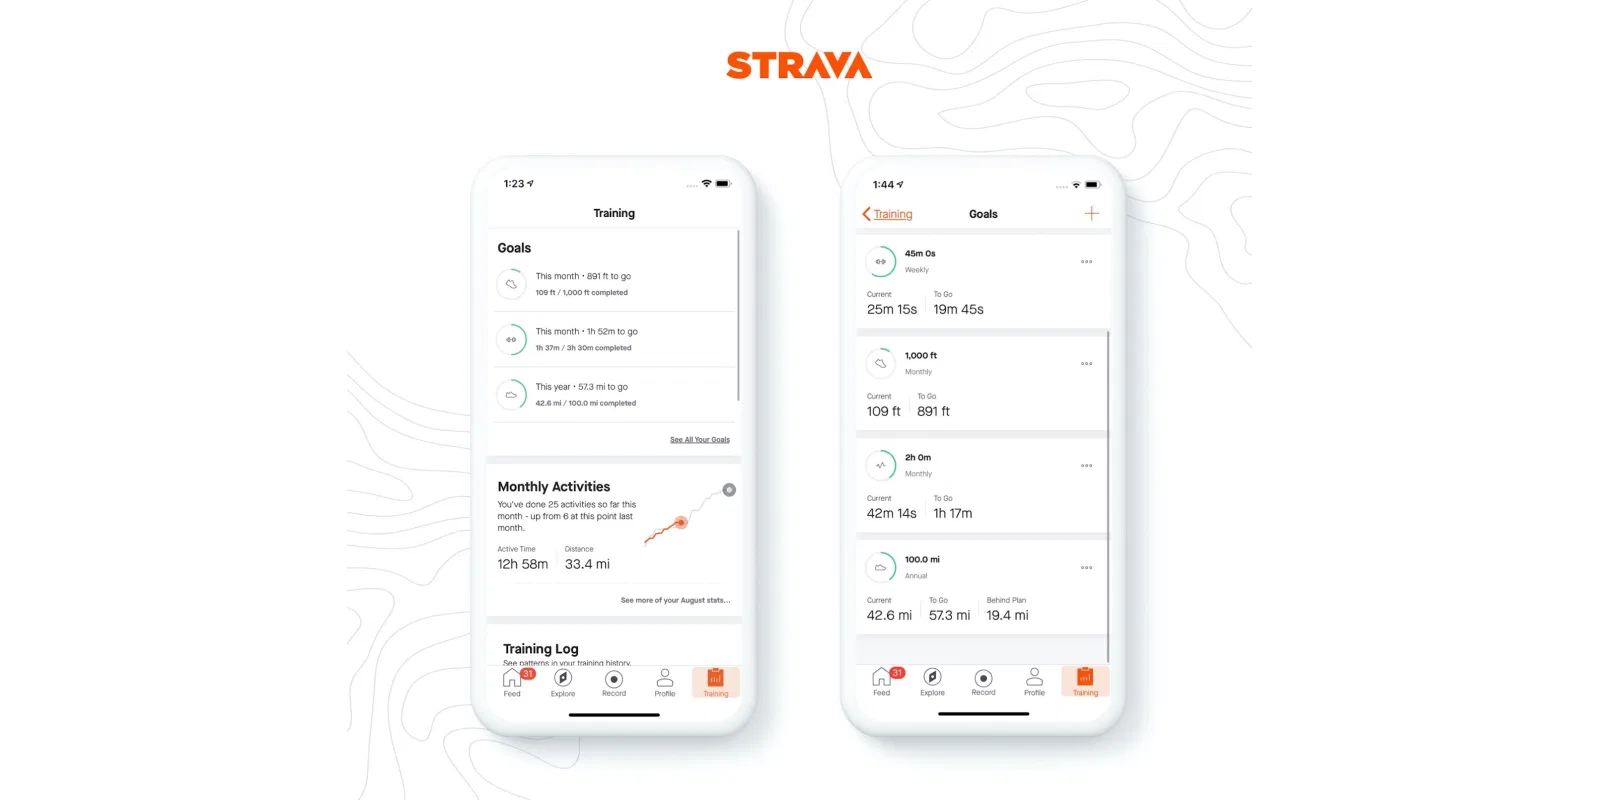 STRAVA
1:23
Training
Goals
This month • 891 ft to go
109 ft / 1,000 ft completed
This month • 1h 52m to go
1h 37m / 3h 30m completed
This year • 57.3 mi to go
42.6 mi / 100.0 mi completed
See All Your Goals
Monthly Activities
You've done 25 activities so far this
month - up from 6 at this point last
month.
Active Time Distance
12h 58m 33.4 mi
See more of your August stats...
Training Log
See patterns in your training history.
31
Feed Explore Record Profile Training
1:44
Training Goals
45m 0s
Weekly
Current To Go
25m 15s 19m 45s
1,000 ft
Monthly
Current To Go
109 ft 891 ft
2h 0m
Monthly
Current To Go
42m 14s 1h 17m
100.0 mi
Annual
Current To Go Behind Plan
42.6 mi 57.3 mi 19.4 mi
31
Feed Explore Record Profile Training